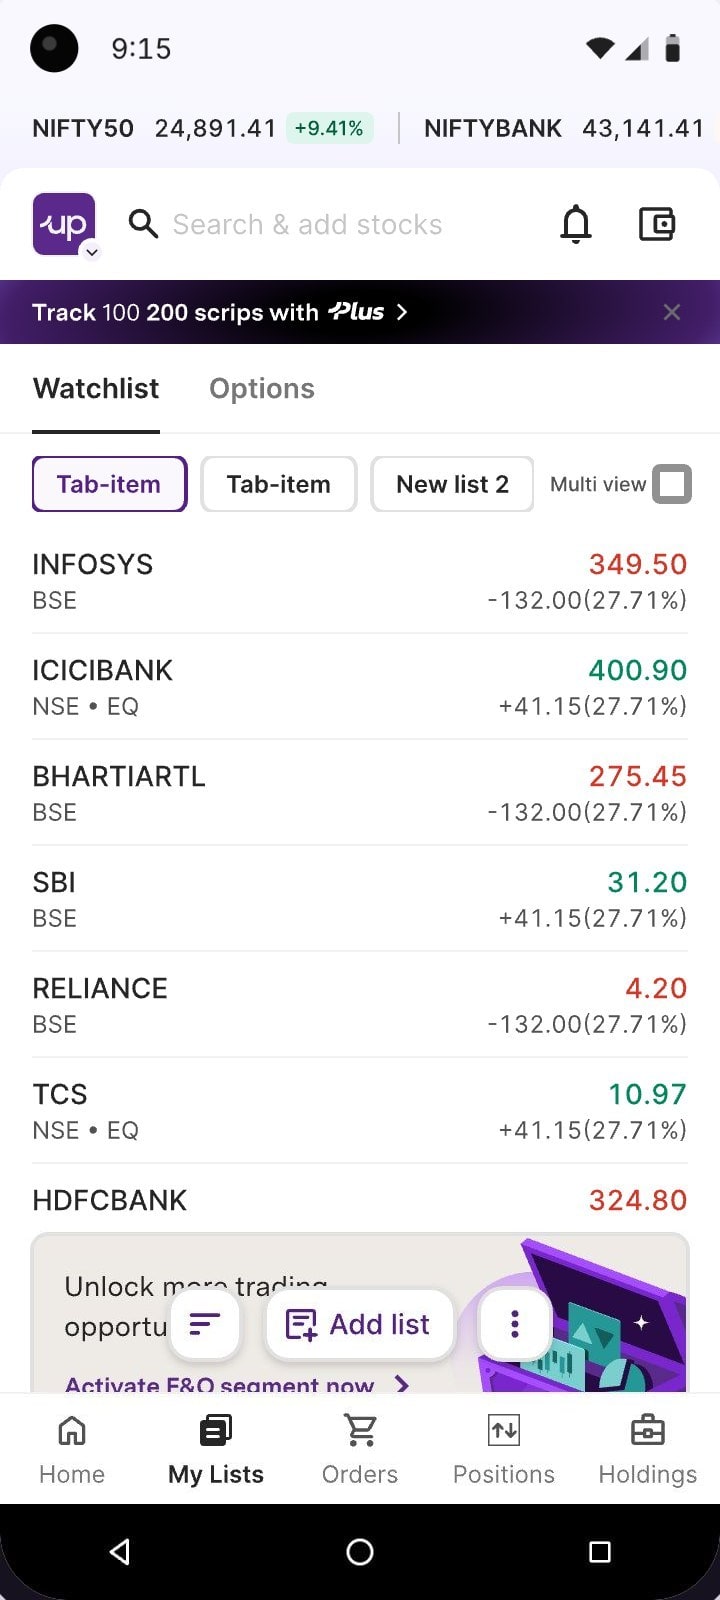 9:15
NIFTY50 24,891.41 +9.41% NIFTYBANK 43,141.41
up Search & add stocks
Track 100 200 scrips with Plus
Watchlist Options
Tab-item Tab-item New list 2 Multi view
INFOSYS 349.50
BSE -132.00(27.71%)
ICICIBANK 400.90
NSE • EQ +41.15(27.71%)
BHARTIARTL 275.45
BSE -132.00(27.71%)
SBI 31.20
BSE +41.15(27.71%)
RELIANCE 4.20
BSE -132.00(27.71%)
TCS 10.97
NSE • EQ +41.15(27.71%)
HDFCBANK 324.80
Unlock more trading
opportu
Add list
Activate F&O segment now
Home My Lists Orders Positions Holdings